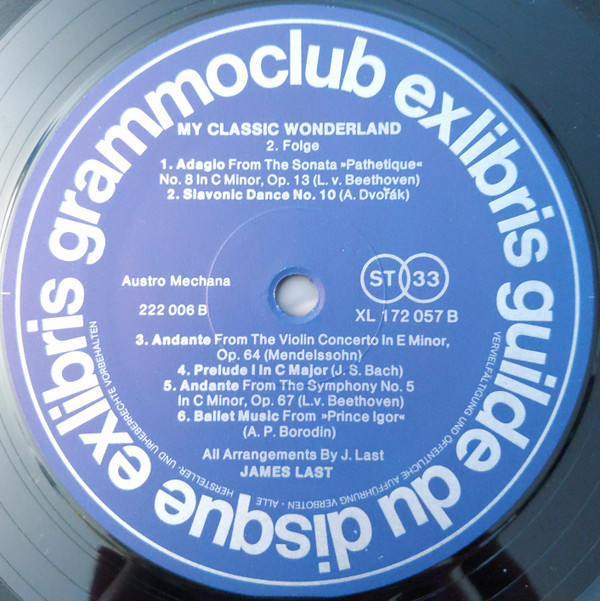 exlibris grammoclub exlibris guilde du disque
MY CLASSIC WONDERLAND
2. Folge
1. Adagio From The Sonata »Pathetique«
No. 8 In C Minor, Op. 13 (L. v. Beethoven)
2. Slavonic Dance No. 10 (A. Dvořák)
Austro Mechana
ST 33
222 006 B
XL 172 057 B
3. Andante From The Violin Concerto In E Minor,
Op. 64 (Mendelssohn)
4. Prelude I In C Major (J. S. Bach)
5. Andante From The Symphony No. 5
In C Minor, Op. 67 (L.v. Beethoven)
6. Ballet Music From »Prince Igor«
(A. P. Borodin)
All Arrangements By J. Last
JAMES LAST
VERVIELFÄLTIGUNG UND ÖFFENTLICHE AUFFÜHRUNG VERBOTEN - ALLE HERSTELLER- UND URHEBERRECHTE VORBEHALTEN